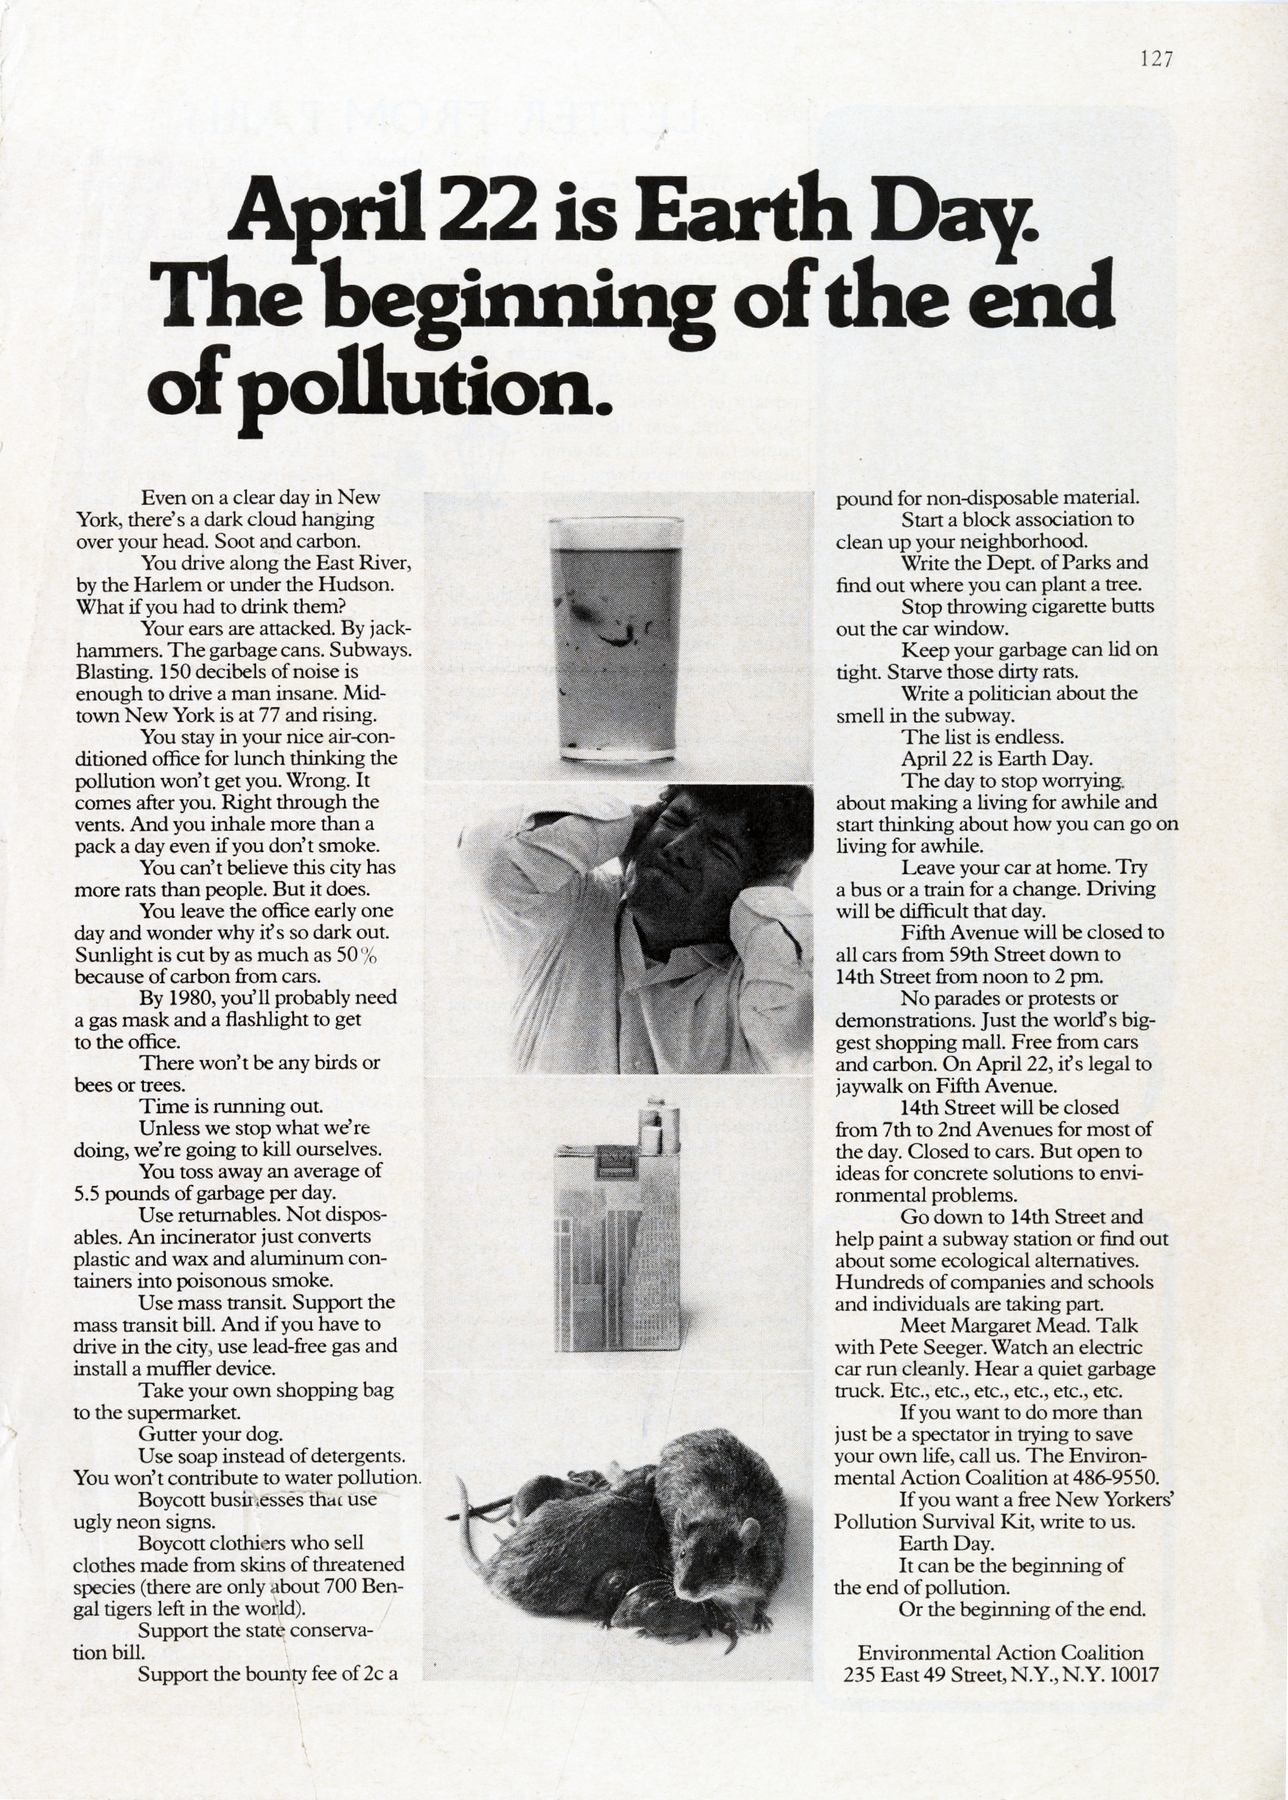 127
April 22 is Earth Day.
The beginning of the end
of pollution.
Even on a clear day in New
York, there's a dark cloud hanging
over your head. Soot and carbon.
You drive along the East River,
by the Harlem or under the Hudson.
What if you had to drink them?
Your ears are attacked. By jack-
hammers. The garbage cans. Subways.
Blasting. 150 decibels of noise is
enough to drive a man insane. Mid-
town New York is at 77 and rising.
You stay in your nice air-con-
ditioned office for lunch thinking the
pollution won't get you. Wrong. It
comes after you. Right through the
vents. And you inhale more than a
pack a day even if you don't smoke.
You can't believe this city has
more rats than people. But it does.
You leave the office early one
day and wonder why it's so dark out.
Sunlight is cut by as much as 50%
because of carbon from cars.
By 1980, you'll probably need
a gas mask and a flashlight to get
to the office.
There won't be any birds or
bees or trees.
Time is running out.
Unless we stop what we're
doing, we're going to kill ourselves.
You toss away an average of
5.5 pounds of garbage per day.
Use returnables. Not dispos-
ables. An incinerator just converts
plastic and wax and aluminum con-
tainers into poisonous smoke.
Use mass transit. Support the
mass transit bill. And if you have to
drive in the city, use lead-free gas and
install a muffler device.
Take your own shopping bag
to the supermarket.
Gutter your dog.
Use soap instead of detergents.
You won't contribute to water pollution.
Boycott businesses that use
ugly neon signs.
Boycott clothiers who sell
clothes made from skins of threatened
species (there are only about 700 Ben-
gal tigers left in the world).
Support the state conserva-
tion bill.
Support the bounty fee of 2c a
pound for non-disposable material.
Start a block association to
clean up your neighborhood.
Write the Dept. of Parks and
find out where you can plant a tree.
Stop throwing cigarette butts
out the car window.
Keep your garbage can lid on
tight. Starve those dirty rats.
Write a politician about the
smell in the subway.
The list is endless.
April 22 is Earth Day.
The day to stop worrying
about making a living for awhile and
start thinking about how you can go on
living for awhile.
Leave your car at home. Try
a bus or a train for a change. Driving
will be difficult that day.
Fifth Avenue will be closed to
all cars from 59th Street down to
14th Street from noon to 2 pm.
No parades or protests or
demonstrations. Just the world's big-
gest shopping mall. Free from cars
and carbon. On April 22, it's legal to
jaywalk on Fifth Avenue.
14th Street will be closed
from 7th to 2nd Avenues for most of
the day. Closed to cars. But open to
ideas for concrete solutions to envi-
ronmental problems.
Go down to 14th Street and
help paint a subway station or find out
about some ecological alternatives.
Hundreds of companies and schools
and individuals are taking part.
Meet Margaret Mead. Talk
with Pete Seeger. Watch an electric
car run cleanly. Hear a quiet garbage
truck. Etc., etc., etc., etc., etc., etc.
If you want to do more than
just be a spectator in trying to save
your own life, call us. The Environ-
mental Action Coalition at 486-9550.
If you want a free New Yorkers'
Pollution Survival Kit, write to us.
Earth Day.
It can be the beginning of
the end of pollution.
Or the beginning of the end.
Environmental Action Coalition
235 East 49 Street, N.Y., N.Y. 10017